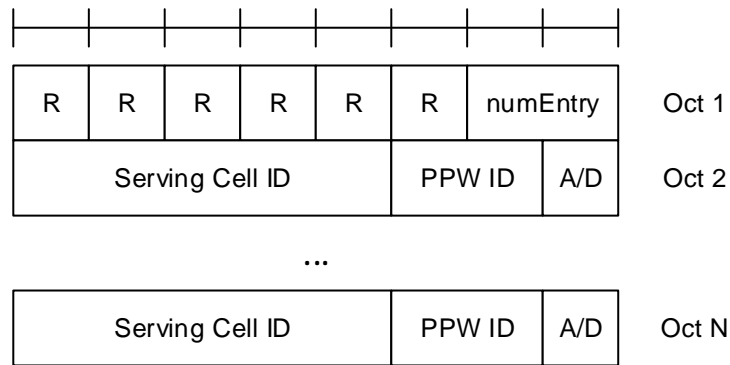 R R R R R R numEntry Oct 1
Serving Cell ID PPW ID A/D Oct 2
...
Serving Cell ID PPW ID A/D Oct N